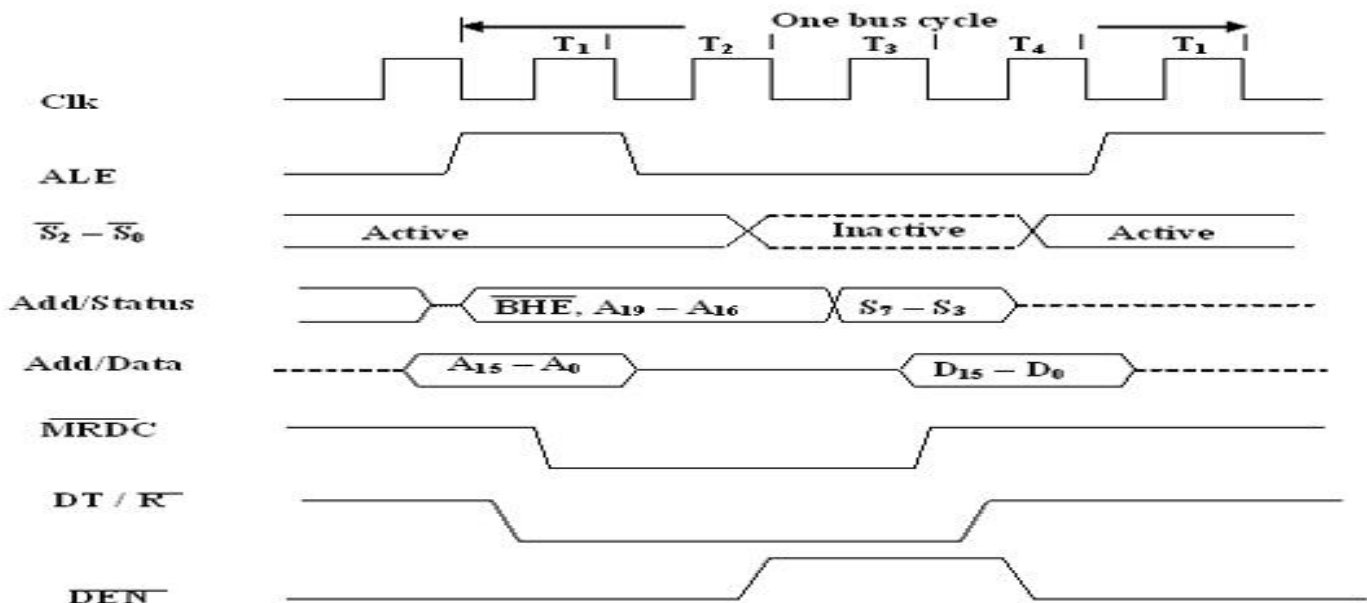 One bus cycle
T₁ T₂ T₃ T₄ T₁
Clk
ALE
S̅₂ – S̅₀ Active Inactive Active
Add/Status B̅H̅E̅, A₁₉ – A₁₆ S₇ – S₃
Add/Data A₁₅ – A₀ D₁₅ – D₀
M̅R̅D̅C̅
DT / R̅
D̅E̅N̅